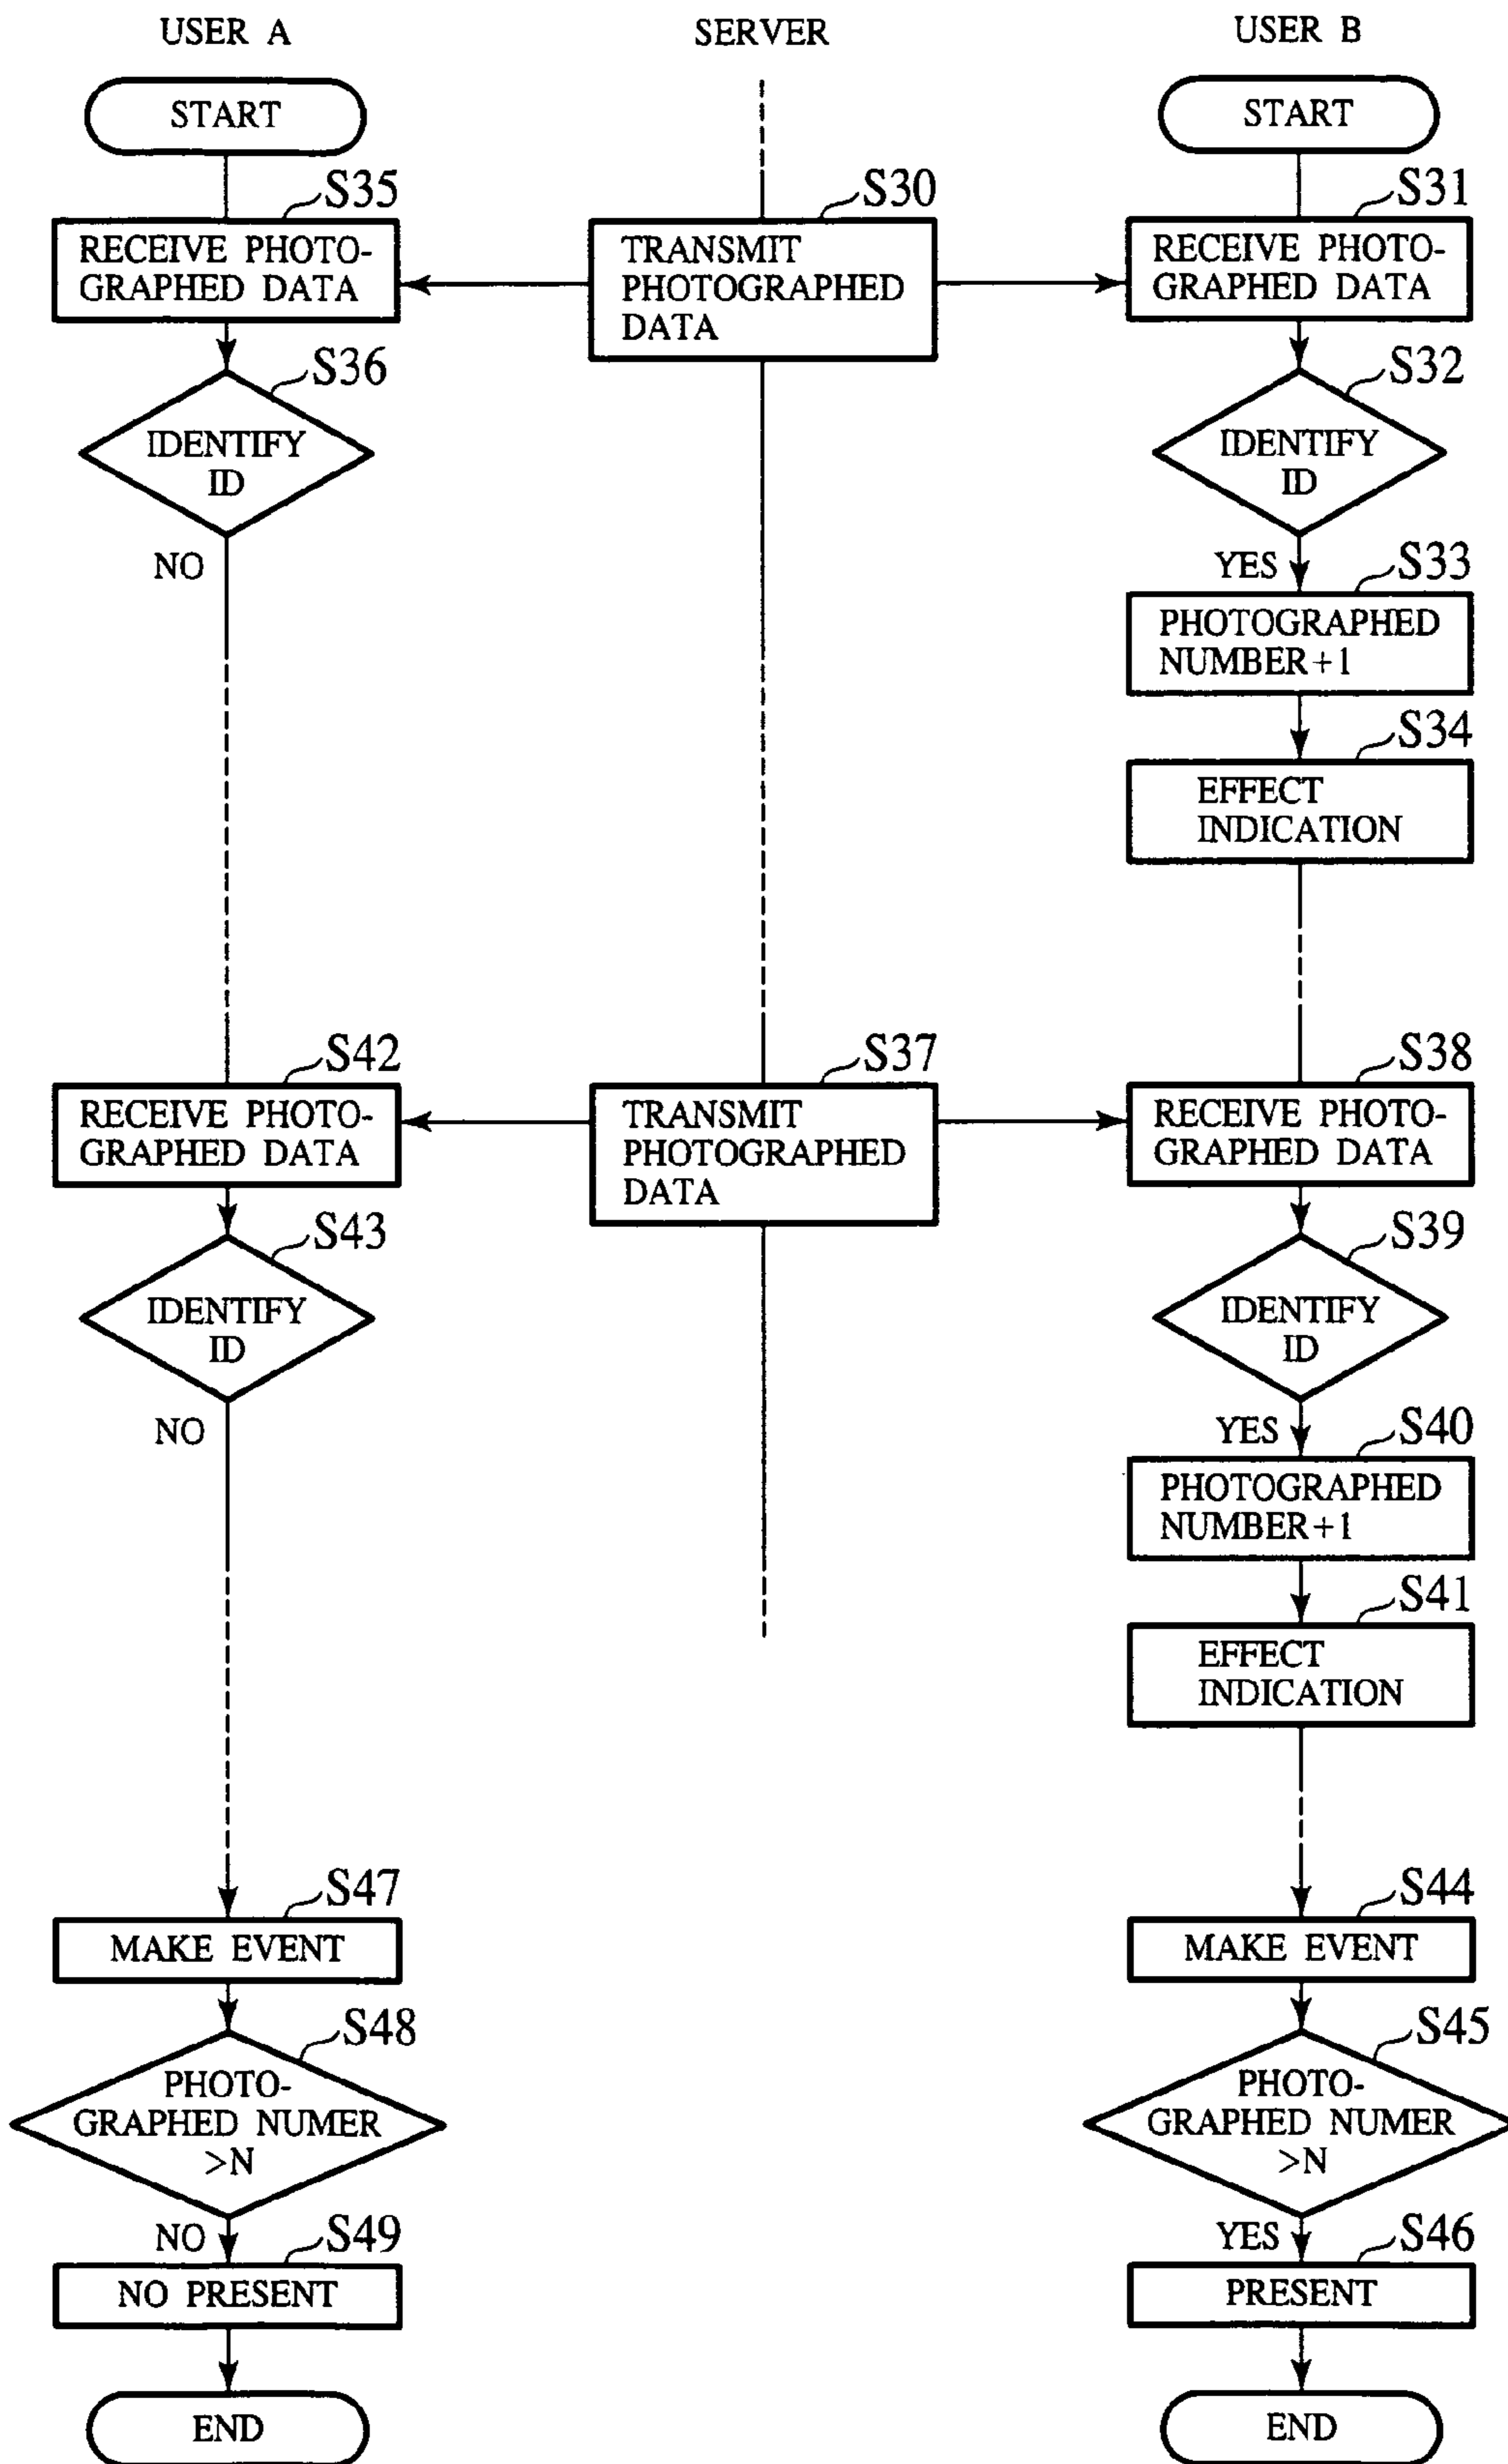 USER A
SERVER
USER B
START
START
S35
S30
S31
RECEIVE PHOTO-
GRAPHED DATA
TRANSMIT
PHOTOGRAPHED
DATA
RECEIVE PHOTO-
GRAPHED DATA
S36
S32
IDENTIFY
ID
IDENTIFY
ID
NO
YES
S33
PHOTOGRAPHED
NUMBER+1
S34
EFFECT
INDICATION
S42
S37
S38
RECEIVE PHOTO-
GRAPHED DATA
TRANSMIT
PHOTOGRAPHED
DATA
RECEIVE PHOTO-
GRAPHED DATA
S43
S39
IDENTIFY
ID
IDENTIFY
ID
NO
YES
S40
PHOTOGRAPHED
NUMBER+1
S41
EFFECT
INDICATION
S47
S44
MAKE EVENT
MAKE EVENT
S48
S45
PHOTO-
GRAPHED NUMER
>N
PHOTO-
GRAPHED NUMER
>N
NO
S49
YES
S46
NO PRESENT
PRESENT
END
END